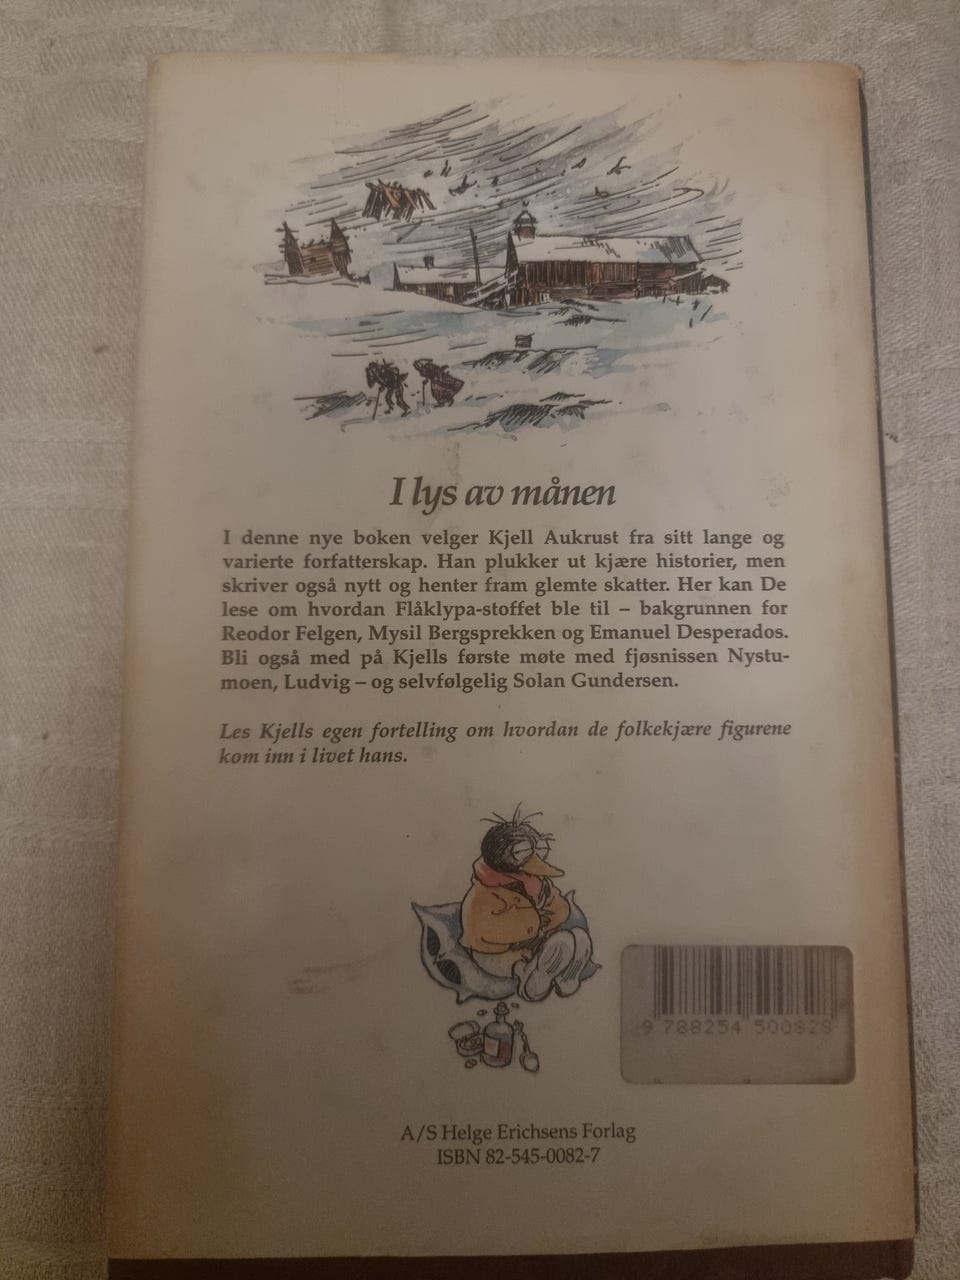 I lys av månen
I denne nye boken velger Kjell Aukrust fra sitt lange og
varierte forfatterskap. Han plukker ut kjære historier, men
skriver også nytt og henter fram glemte skatter. Her kan De
lese om hvordan Flåklypa-stoffet ble til – bakgrunnen for
Reodor Felgen, Mysil Bergsprekken og Emanuel Desperados.
Bli også med på Kjells første møte med fjøsnissen Nystu-
moen, Ludvig – og selvfølgelig Solan Gundersen.
Les Kjells egen fortelling om hvordan de folkekjære figurene
kom inn i livet hans.
9 788254 500828
A/S Helge Erichsens Forlag
ISBN 82-545-0082-7